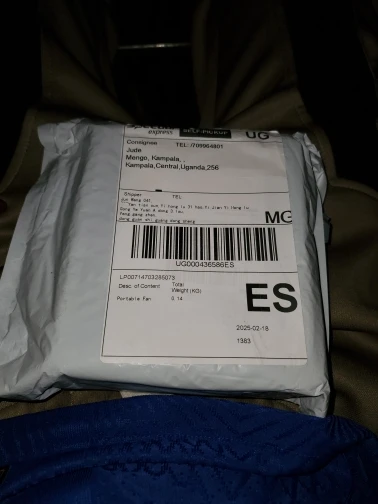 express SELF-PICKUP UG
Consignee TEL:/709964801
Jude
Mengo, Kampala, ,
Kampala,Central,Uganda,256
Shipper TEL
MG
UG000436586ES
LP00714703295073
Desc. of Content Total Weight (KG)
Portable Fan 0.14
ES
2025-02-18
1383